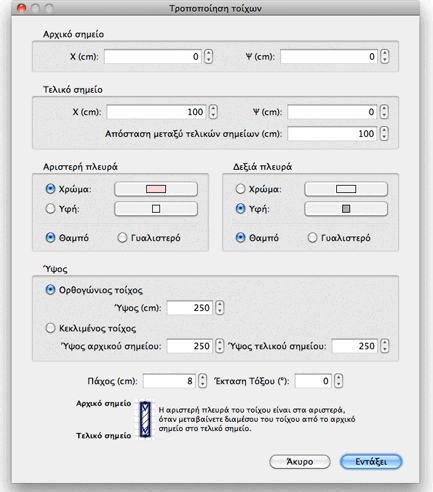 Τροποποίηση τοίχων
Αρχικό σημείο
X (cm): 0 Ψ (cm): 0
Τελικό σημείο
X (cm): 100 Ψ (cm): 0
Απόσταση μεταξύ τελικών σημείων (cm): 100
Αριστερή πλευρά Δεξιά πλευρά
Χρώμα: Χρώμα:
Υφή: Υφή:
Θαμπό Γυαλιστερό Θαμπό Γυαλιστερό
Ύψος
Ορθογώνιος τοίχος
Ύψος (cm): 250
Κεκλιμένος τοίχος
Ύψος αρχικού σημείου: 250 Ύψος τελικού σημείου: 250
Πάχος (cm): 8 Έκταση Τόξου (°): 0
Αρχικό σημείο
Τελικό σημείο
Η αριστερή πλευρά του τοίχου είναι στα αριστερά,
όταν μεταβαίνετε διαμέσου του τοίχου από το αρχικό
σημείο στο τελικό σημείο.
Άκυρο Εντάξει